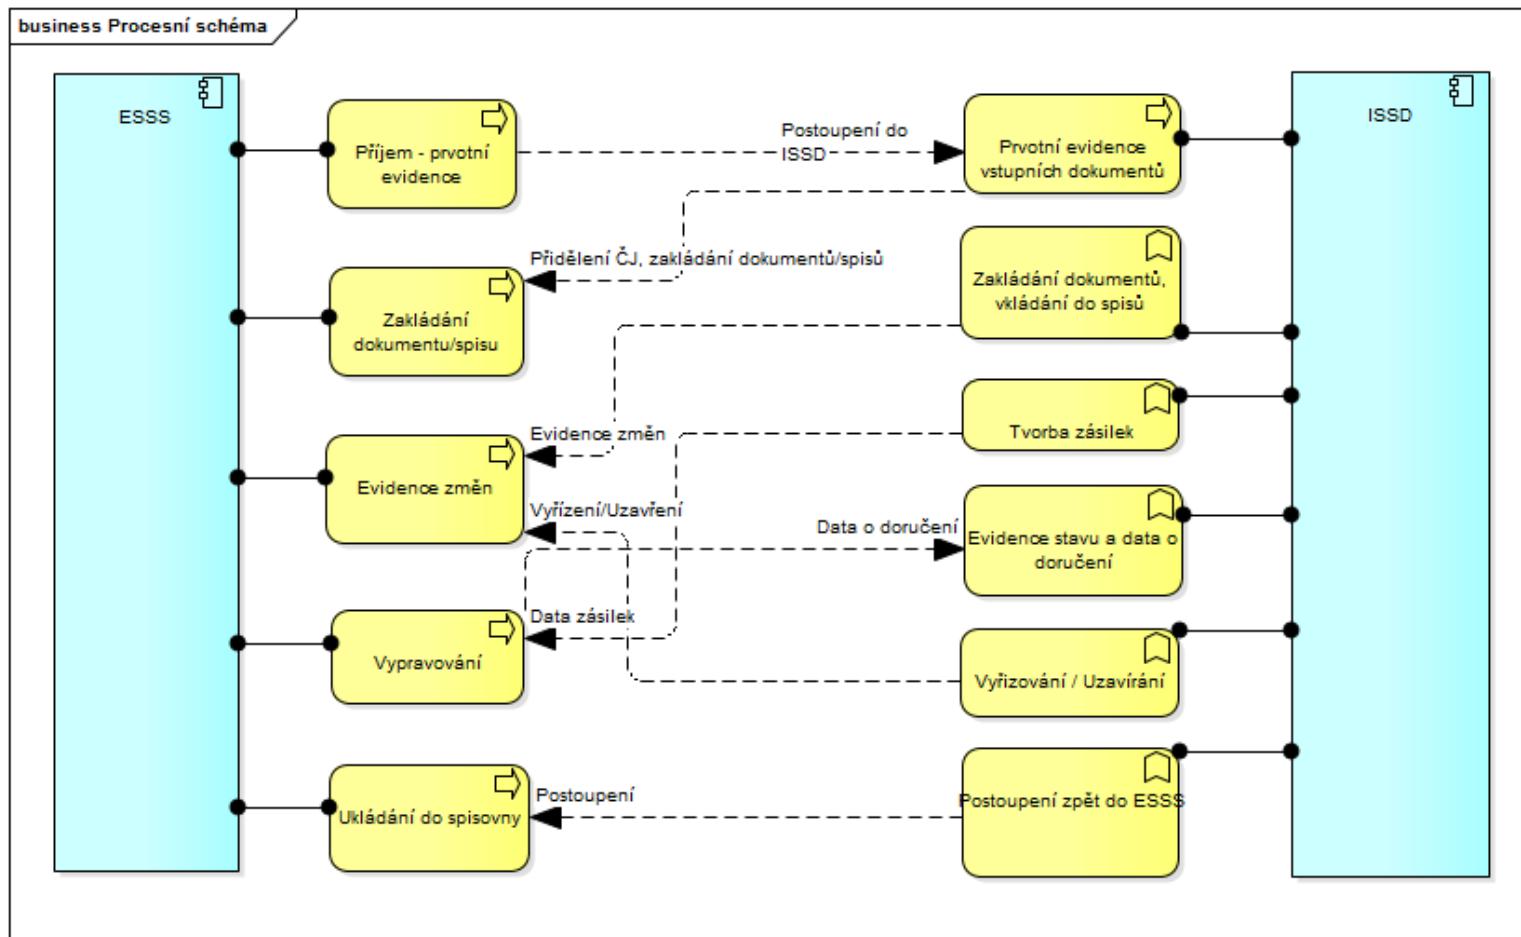 business Procesní schéma
ESSS
ISSD
Příjem - prvotní
evidence
Postoupení do
ISSD
Prvotní evidence
vstupních dokumentů
Přidělení ČJ, zakládání dokumentů/spisů
Zakládání
dokumentu/spisu
Zakládání dokumentů,
vkládání do spisů
Evidence změn
Evidence změn
Tvorba zásilek
Vyřízení/Uzavření
Data o doručení
Evidence stavu a data o
doručení
Data zásilek
Vypravování
Vyřizování / Uzavírání
Postoupení
Ukládání do spisovny
Postoupení zpět do ESSS